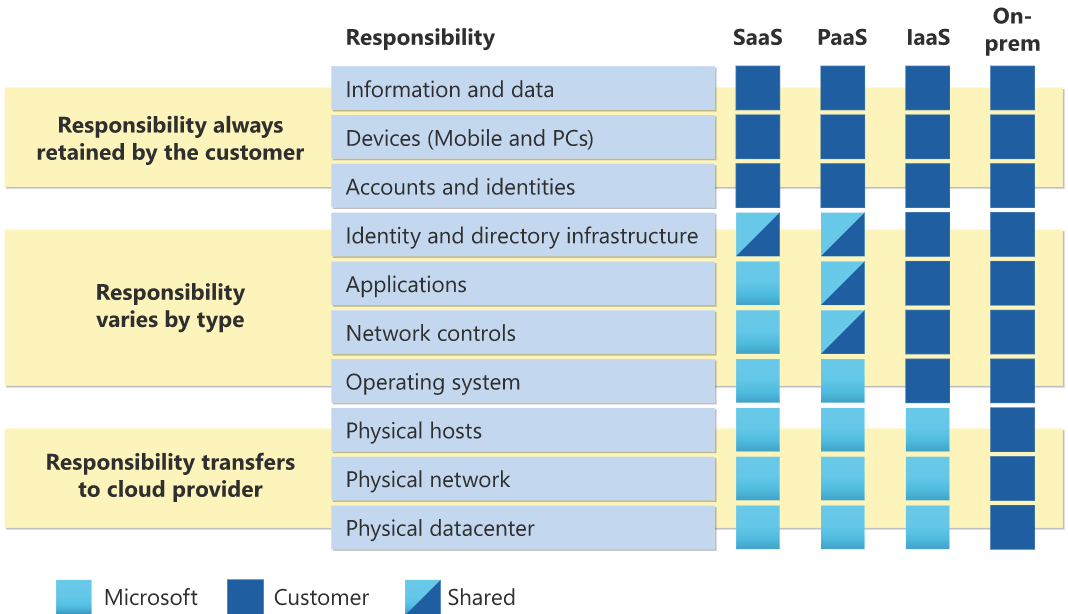 Responsibility
SaaS
PaaS
IaaS
On-
prem
Responsibility always
retained by the customer
Information and data
Devices (Mobile and PCs)
Accounts and identities
Responsibility
varies by type
Identity and directory infrastructure
Applications
Network controls
Operating system
Responsibility transfers
to cloud provider
Physical hosts
Physical network
Physical datacenter
Microsoft
Customer
Shared